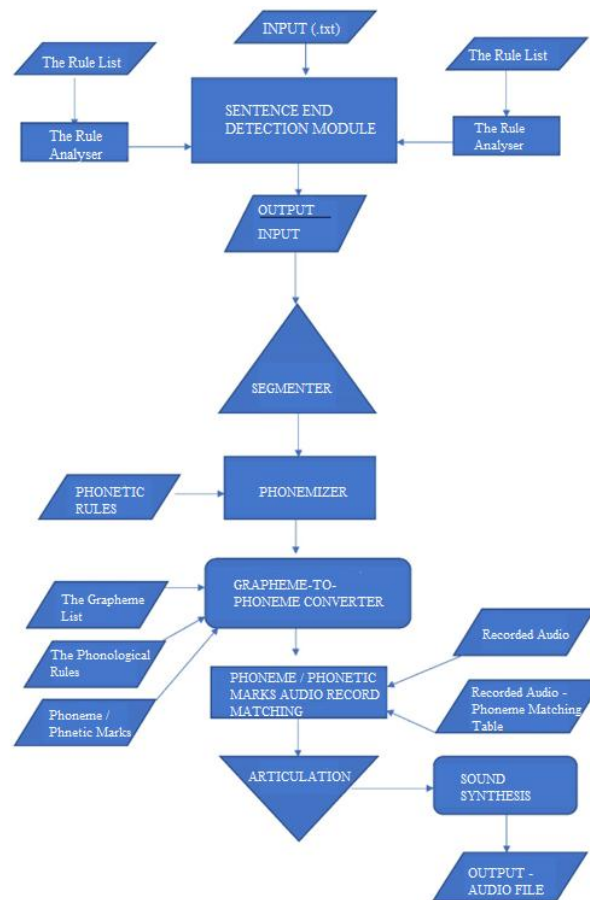 INPUT (.txt)
The Rule List
The Rule List
SENTENCE END
DETECTION MODULE
The Rule
Analyser
The Rule
Analyser
OUTPUT
INPUT
SEGMENTER
PHONETIC
RULES
PHONEMIZER
GRAPHEME-TO-
PHONEME CONVERTER
The Grapheme
List
The Phonological
Rules
Phoneme /
Phnetic Marks
PHONEME / PHONETIC
MARKS AUDIO RECORD
MATCHING
Recorded Audio
Recorded Audio -
Phoneme Matching
Table
ARTICULATION
SOUND
SYNTHESIS
OUTPUT -
AUDIO FILE